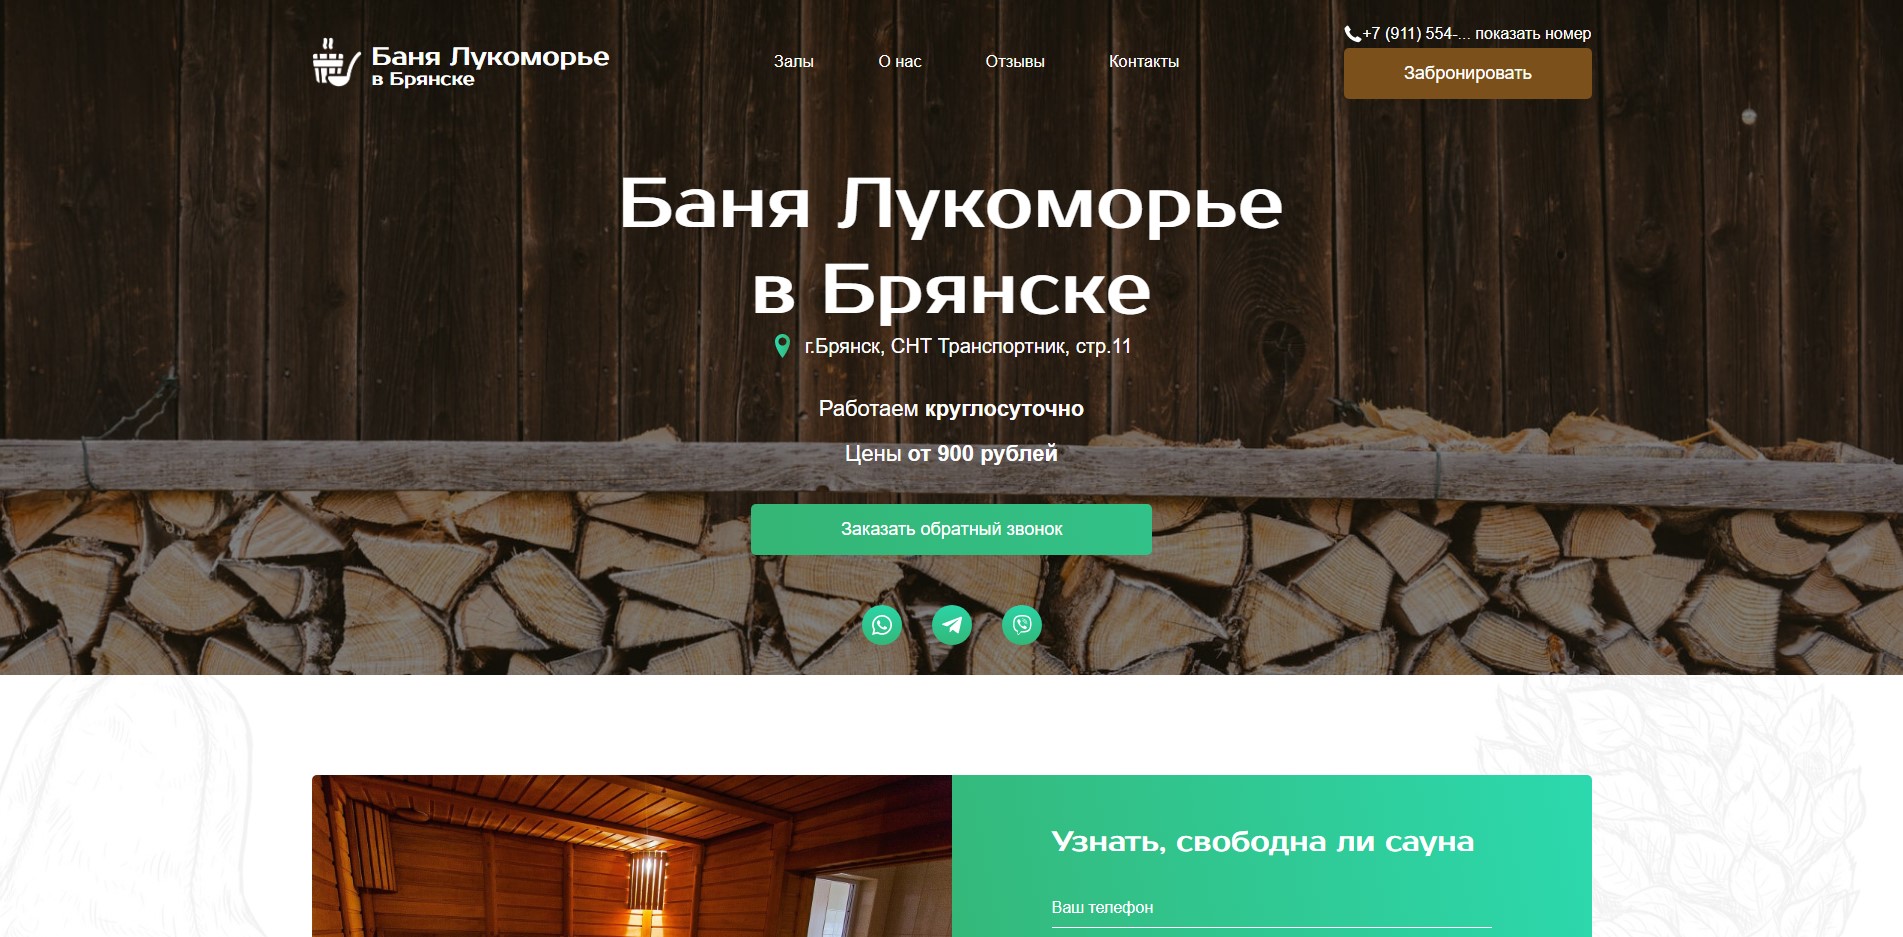 Баня Лукоморье
в Брянске
Залы
О нас
Отзывы
Контакты
+7 (911) 554-... показать номер
Забронировать
Баня Лукоморье
в Брянске
г.Брянск, СНТ Транспортник, стр.11
Работаем круглосуточно
Цены от 900 рублей
Заказать обратный звонок
Узнать, свободна ли сауна
Ваш телефон